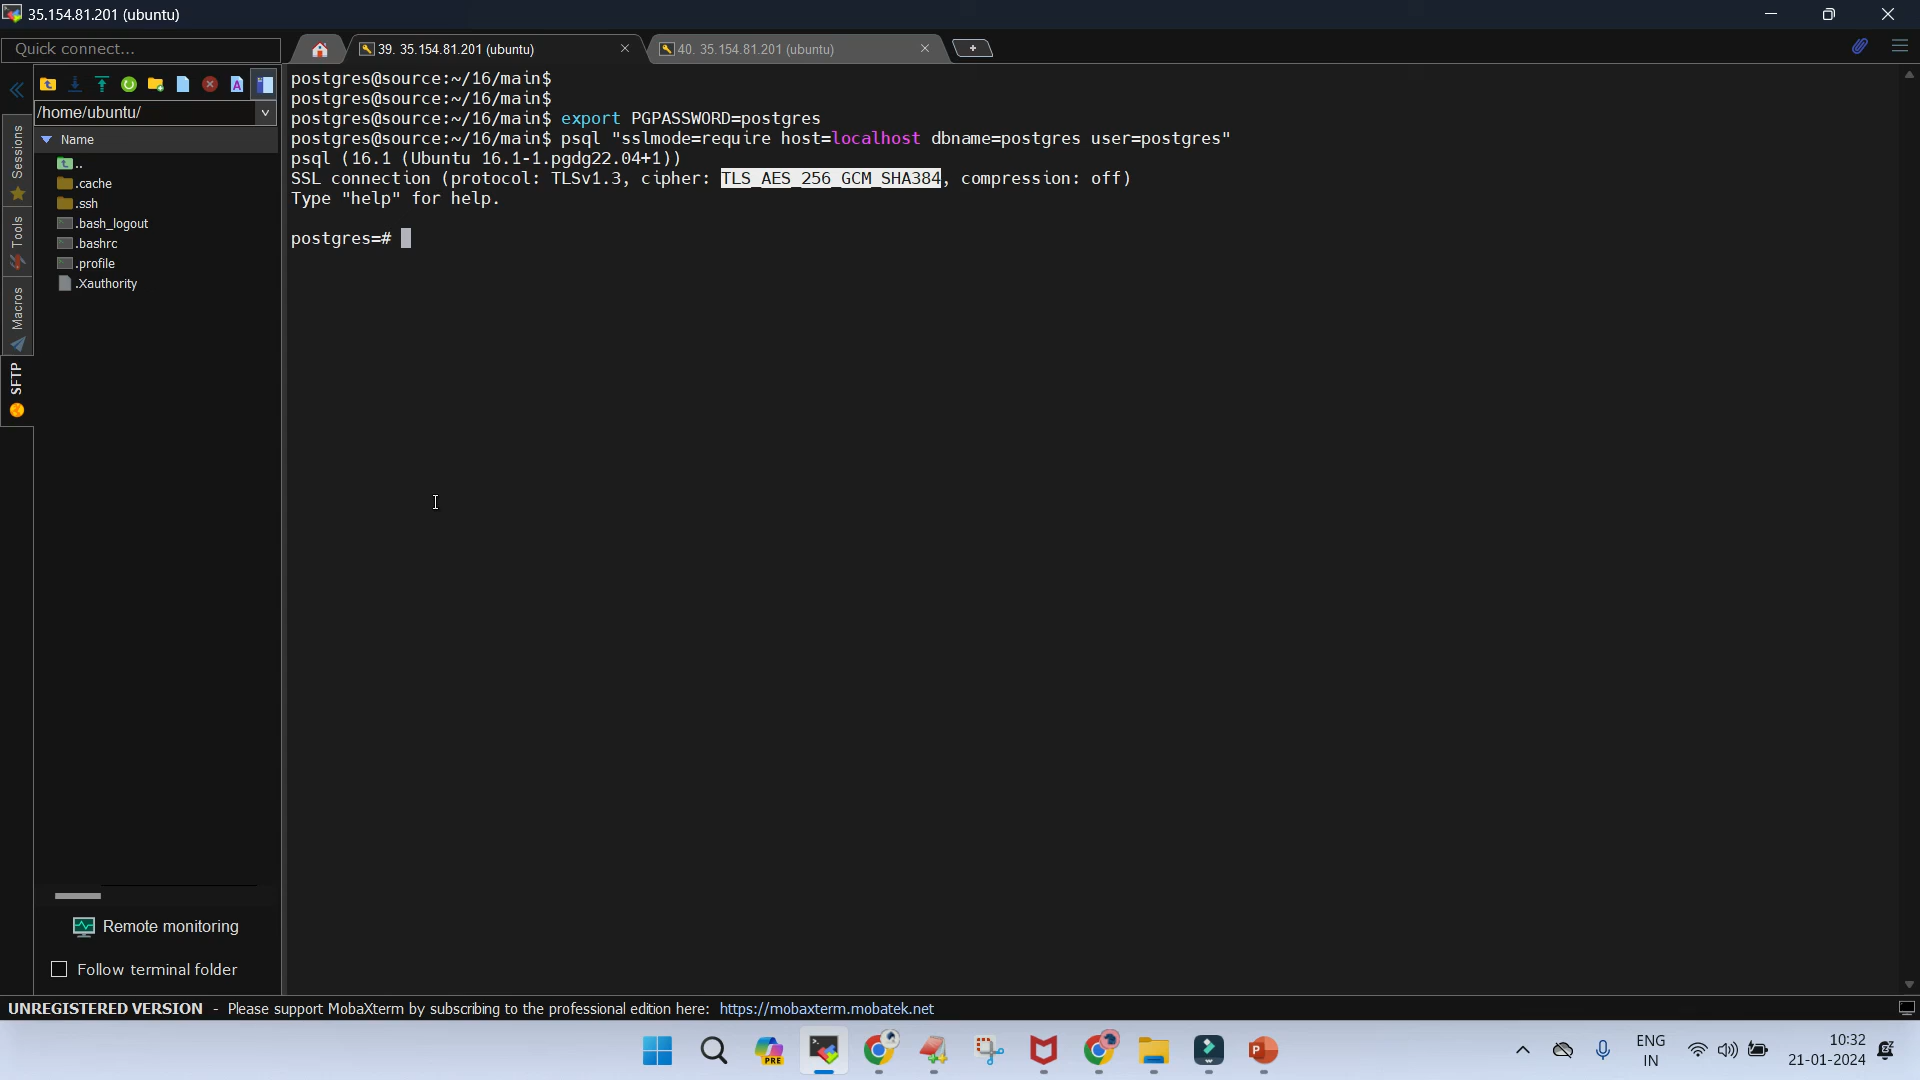 35.154.81.201 (ubuntu)
Quick connect...
39. 35.154.81.201 (ubuntu)
40. 35.154.81.201 (ubuntu)
/home/ubuntu/
Name
..
.cache
.ssh
.bash_logout
.bashrc
.profile
.Xauthority
Sessions
Tools
Macros
SFTP
postgres@source:~/16/main$
postgres@source:~/16/main$
postgres@source:~/16/main$ export PGPASSWORD=postgres
postgres@source:~/16/main$ psql "sslmode=require host=localhost dbname=postgres user=postgres"
psql (16.1 (Ubuntu 16.1-1.pgdg22.04+1))
SSL connection (protocol: TLSv1.3, cipher: TLS_AES_256_GCM_SHA384, compression: off)
Type "help" for help.
postgres=#
Remote monitoring
Follow terminal folder
UNREGISTERED VERSION - Please support MobaXterm by subscribing to the professional edition here: https://mobaxterm.mobatek.net
PRE
P
ENG
IN
10:32
21-01-2024